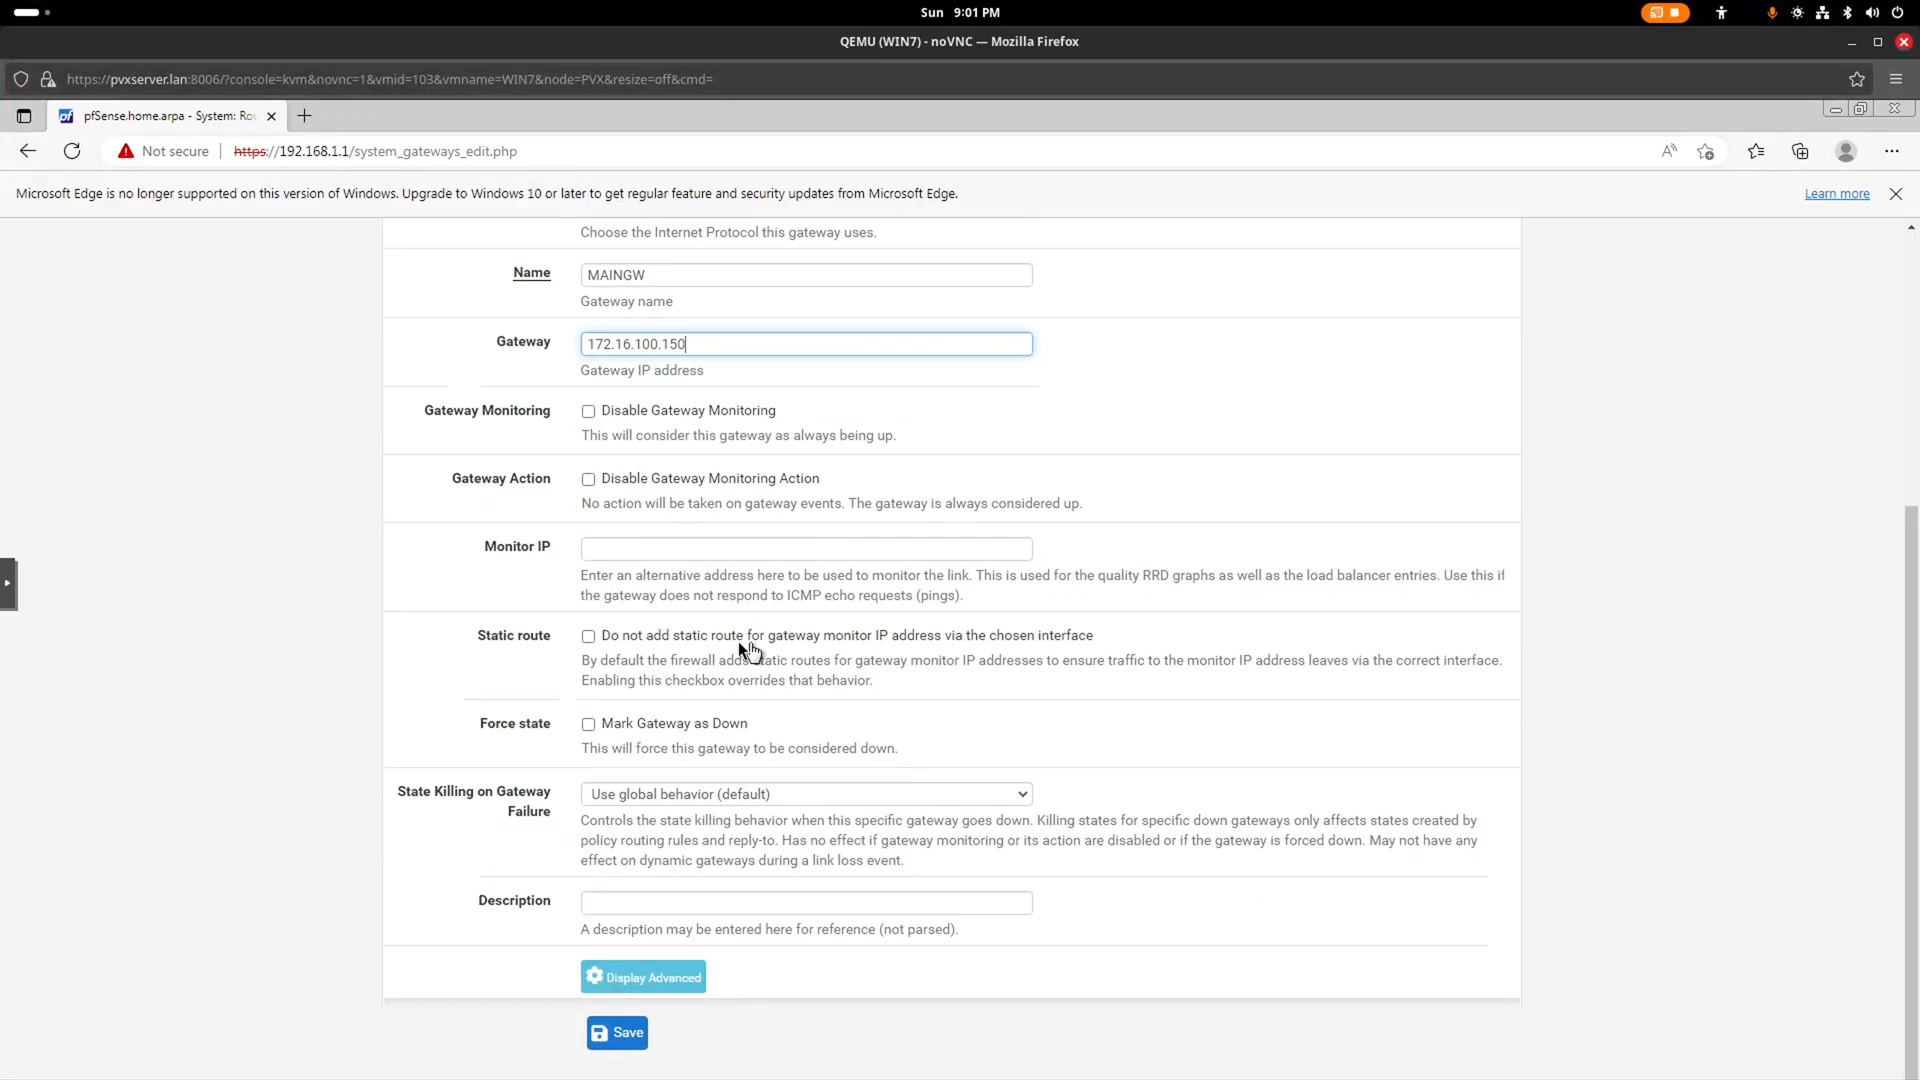 Sun 9:01 PM
QEMU (WIN7) - noVNC — Mozilla Firefox
https://pvxserver.lan:8006/?console=kvm&novnc=1&vmid=103&vmname=WIN7&node=PVX&resize=off&cmd=
pf pfSense.home.arpa - System: Ro
Not secure https://192.168.1.1/system_gateways_edit.php
Microsoft Edge is no longer supported on this version of Windows. Upgrade to Windows 10 or later to get regular feature and security updates from Microsoft Edge. Learn more
Choose the Internet Protocol this gateway uses.
Name MAINGW
Gateway name
Gateway 172.16.100.150
Gateway IP address
Gateway Monitoring Disable Gateway Monitoring
This will consider this gateway as always being up.
Gateway Action Disable Gateway Monitoring Action
No action will be taken on gateway events. The gateway is always considered up.
Monitor IP
Enter an alternative address here to be used to monitor the link. This is used for the quality RRD graphs as well as the load balancer entries. Use this if
the gateway does not respond to ICMP echo requests (pings).
Static route Do not add static route for gateway monitor IP address via the chosen interface
By default the firewall adds static routes for gateway monitor IP addresses to ensure traffic to the monitor IP address leaves via the correct interface.
Enabling this checkbox overrides that behavior.
Force state Mark Gateway as Down
This will force this gateway to be considered down.
State Killing on Gateway Failure Use global behavior (default)
Controls the state killing behavior when this specific gateway goes down. Killing states for specific down gateways only affects states created by
policy routing rules and reply-to. Has no effect if gateway monitoring or its action are disabled or if the gateway is forced down. May not have any
effect on dynamic gateways during a link loss event.
Description
A description may be entered here for reference (not parsed).
Display Advanced
Save